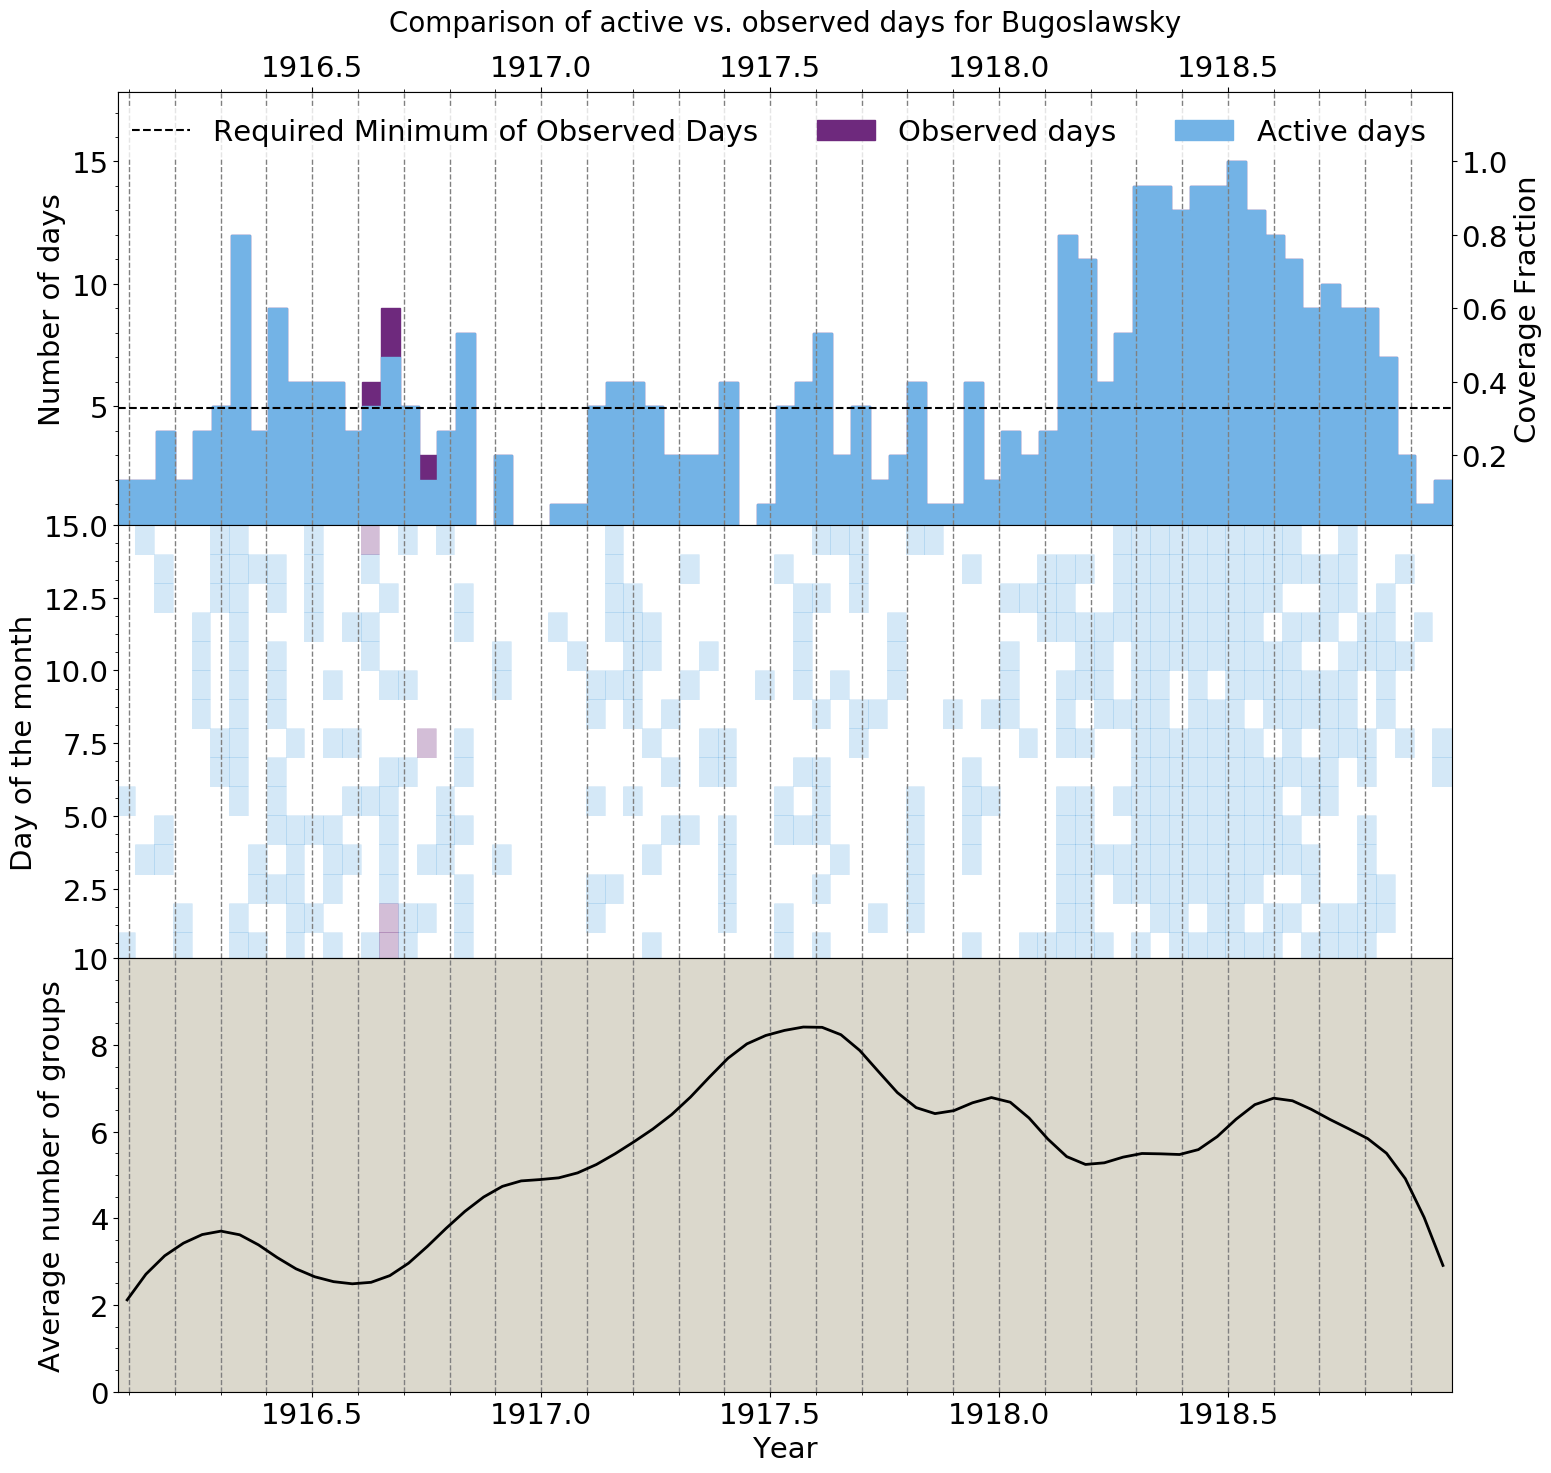 Comparison of active vs. observed days for Bugoslawsky
1916.5 1917.0 1917.5 1918.0 1918.5
Required Minimum of Observed Days Observed days Active days
15
10
5
Number of days
1.0
0.8
0.6
0.4
0.2
Coverage Fraction
15.0
12.5
10.0
7.5
5.0
2.5
Day of the month
10
8
6
4
2
0
Average number of groups
1916.5 1917.0 1917.5 1918.0 1918.5
Year